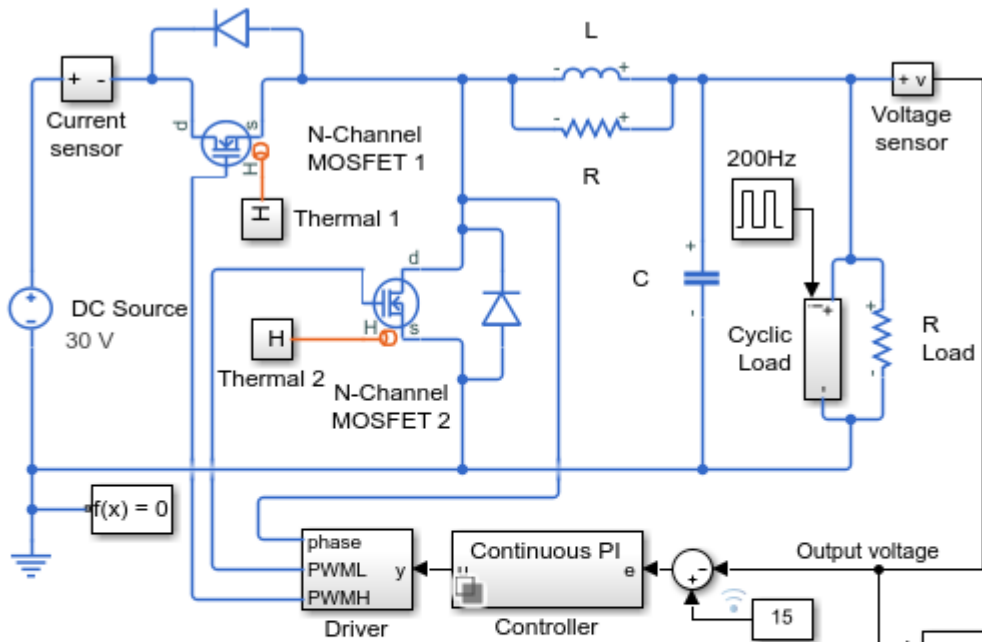 L
+ -
- +
Current
sensor
d
s
H
N-Channel
MOSFET 1
- +
R
+ v
Voltage
sensor
200Hz
H
Thermal 1
d
+
C
-
+
-
DC Source
30 V
H
Thermal 2
H
s
N-Channel
MOSFET 2
Cyclic
Load
+
-
+
-
R
Load
f(x) = 0
phase
PWML
PWMH
y
Driver
Continuous PI
e
Controller
-
+
Output voltage
15